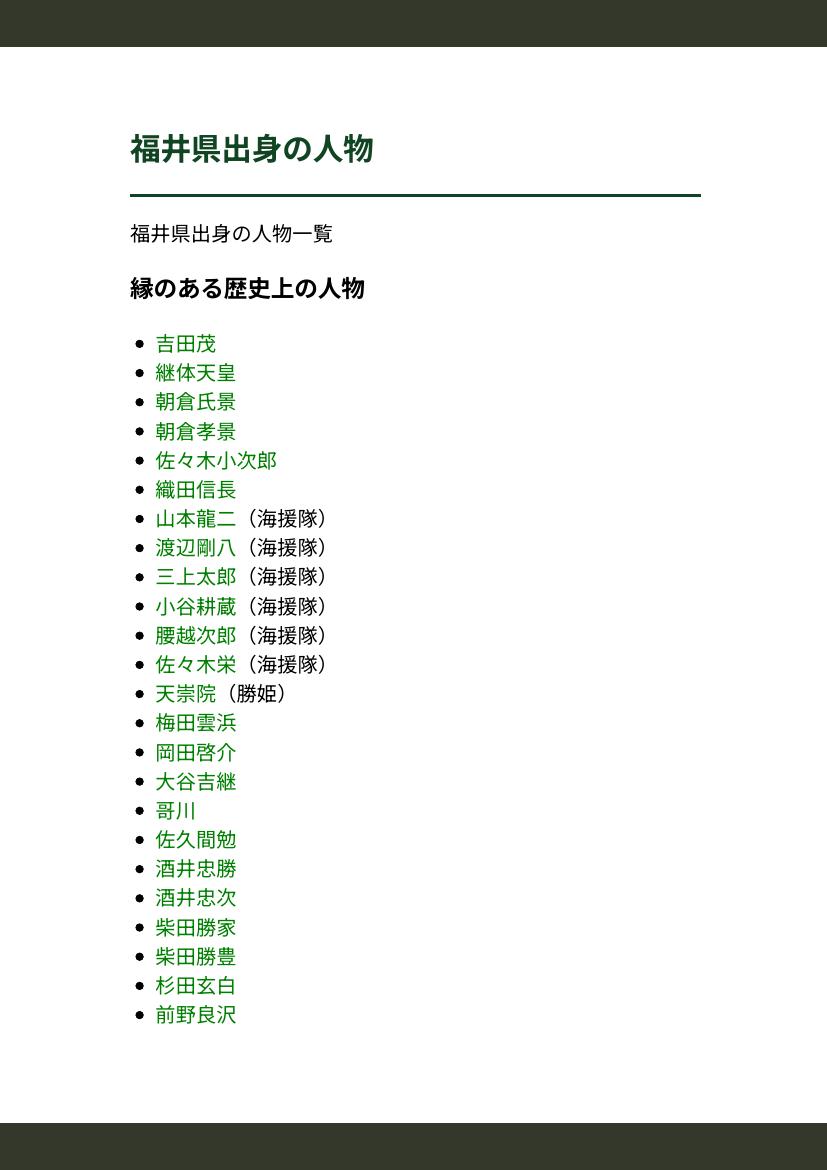 福井県出身の人物
福井県出身の人物一覧
縁のある歴史上の人物
吉田茂
継体天皇
朝倉氏景
朝倉孝景
佐々木小次郎
織田信長
山本龍二（海援隊）
渡辺剛八（海援隊）
三上太郎（海援隊）
小谷耕蔵（海援隊）
腰越次郎（海援隊）
佐々木栄（海援隊）
天崇院（勝姫）
梅田雲浜
岡田啓介
大谷吉継
哥川
佐久間勉
酒井忠勝
酒井忠次
柴田勝家
柴田勝豊
杉田玄白
前野良沢